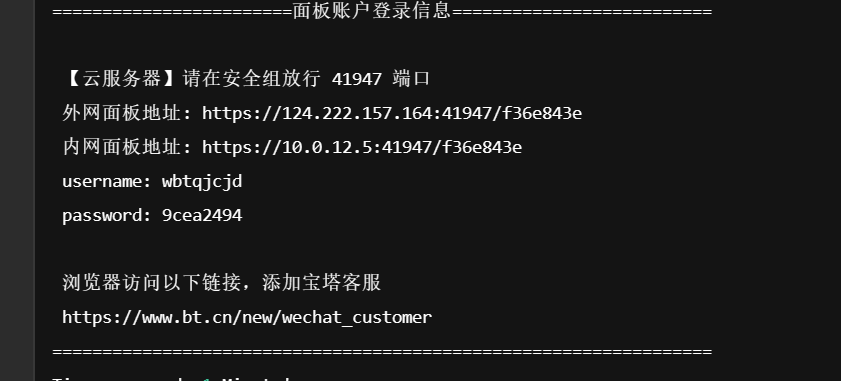 ========================面板账户登录信息==========================
【云服务器】请在安全组放行 41947 端口
外网面板地址: https://124.222.157.164:41947/f36e843e
内网面板地址: https://10.0.12.5:41947/f36e843e
username: wbtqjcjd
password: 9cea2494
浏览器访问以下链接，添加宝塔客服
https://www.bt.cn/new/wechat_customer
==================================================================